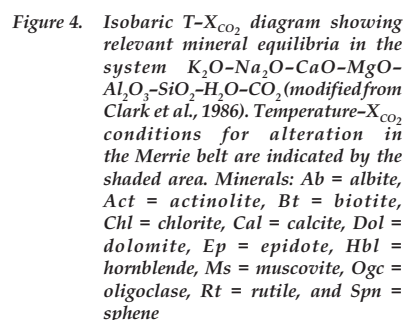 Figure 4. Isobaric T–X_CO₂ diagram showing
relevant mineral equilibria in the
system K₂O–Na₂O–CaO–MgO–
Al₂O₃–SiO₂–H₂O–CO₂ (modified from
Clark et al., 1986). Temperature–X_CO₂
conditions for alteration in
the Merrie belt are indicated by the
shaded area. Minerals: Ab = albite,
Act = actinolite, Bt = biotite,
Chl = chlorite, Cal = calcite, Dol =
dolomite, Ep = epidote, Hbl =
hornblende, Ms = muscovite, Ogc =
oligoclase, Rt = rutile, and Spn =
sphene